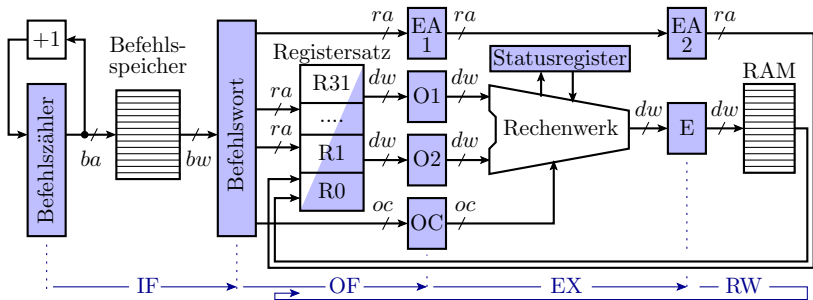 ra
EA
1
ra
EA
2
ra
+1
Befehls-
speicher
Registersatz
Statusregister
RAM
Befehlszähler
ba
bw
Befehlswort
ra
ra
R31
....
R1
R0
dw
dw
O1
O2
dw
dw
Rechenwerk
dw
E
dw
oc
OC
oc
IF
OF
EX
RW